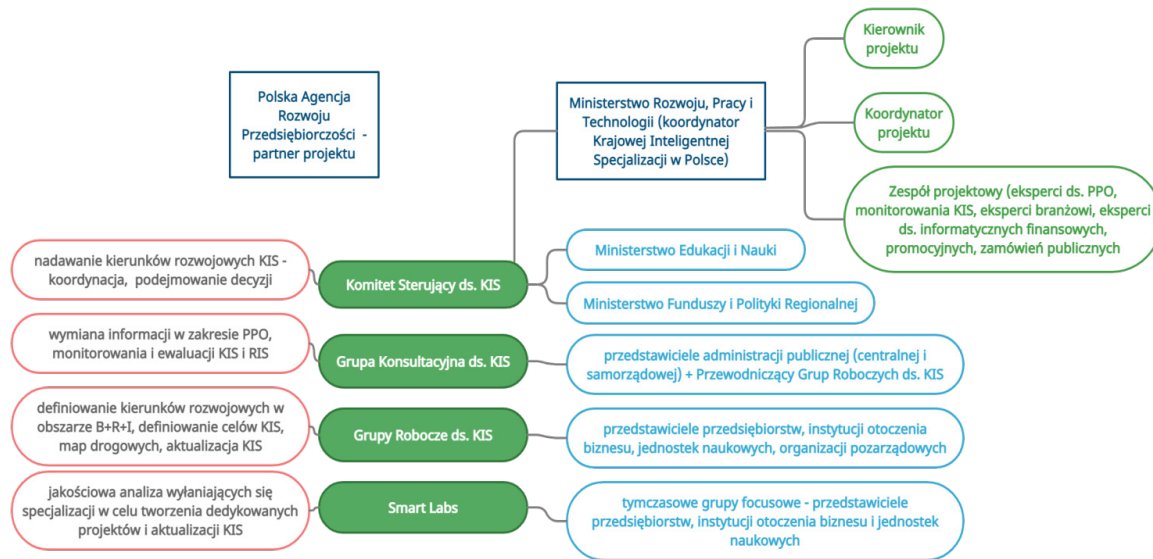 Kierownik
projektu
Polska Agencja
Rozwoju
Przedsiębiorczości -
partner projektu
Ministerstwo Rozwoju, Pracy i
Technologii (koordynator
Krajowej Inteligentnej
Specjalizacji w Polsce)
Koordynator
projektu
Zespół projektowy (eksperci ds. PPO,
monitorowania KIS, eksperci branżowi, eksperci
ds. informatycznych finansowych,
promocyjnych, zamówień publicznych
nadawanie kierunków rozwojowych KIS -
koordynacja, podejmowanie decyzji
Komitet Sterujący ds. KIS
Ministerstwo Edukacji i Nauki
Ministerstwo Funduszy i Polityki Regionalnej
wymiana informacji w zakresie PPO,
monitorowania i ewaluacji KIS i RIS
Grupa Konsultacyjna ds. KIS
przedstawiciele administracji publicznej (centralnej i
samorządowej) + Przewodniczący Grup Roboczych ds. KIS
definiowanie kierunków rozwojowych w
obszarze B+R+I, definiowanie celów KIS,
map drogowych, aktualizacja KIS
Grupy Robocze ds. KIS
przedstawiciele przedsiębiorstw, instytucji otoczenia
biznesu, jednostek naukowych, organizacji pozarządowych
jakościowa analiza wyłaniających się
specjalizacji w celu tworzenia dedykowanych
projektów i aktualizacji KIS
Smart Labs
tymczasowe grupy focusowe - przedstawiciele
przedsiębiorstw, instytucji otoczenia biznesu i jednostek
naukowych